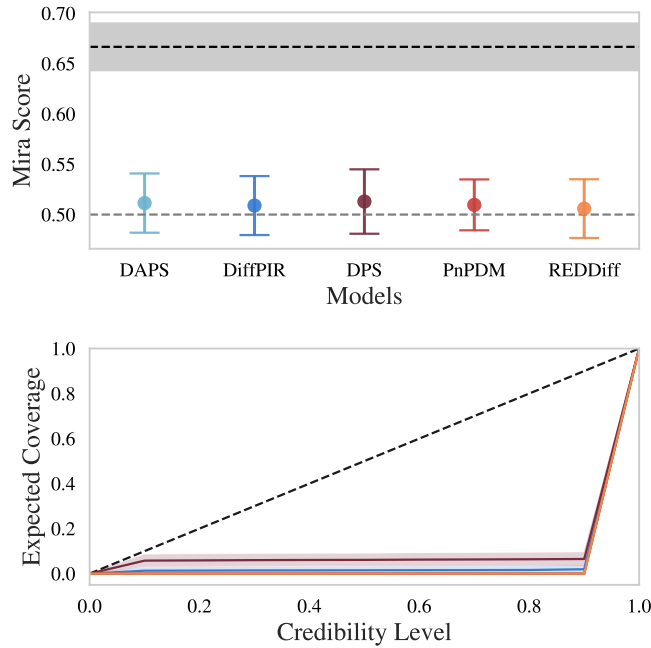 0.70
0.65
0.60
0.55
0.50
Mira Score
DAPS DiffPIR DPS PnPDM REDDiff
Models
1.0
0.8
0.6
0.4
0.2
0.0
Expected Coverage
0.0 0.2 0.4 0.6 0.8 1.0
Credibility Level